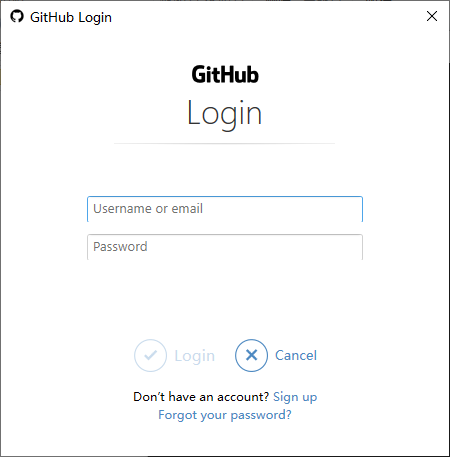 GitHub Login
GitHub
Login
Username or email
Password
Login Cancel
Don't have an account? Sign up
Forgot your password?